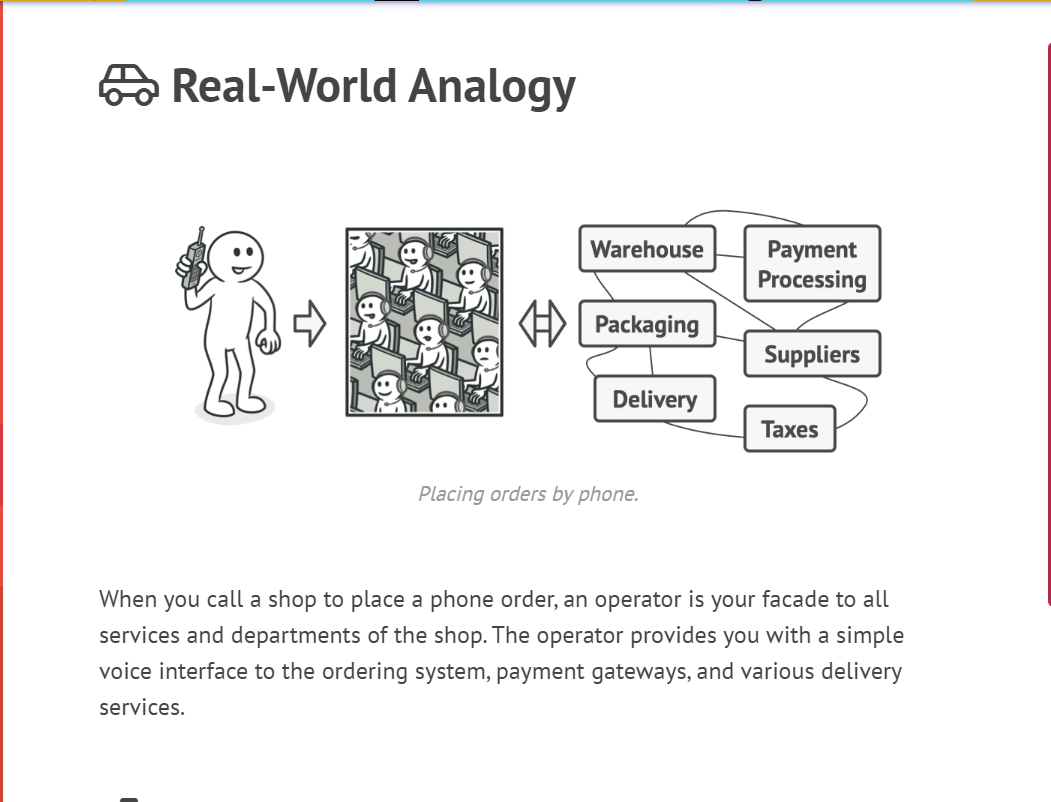 Real-World Analogy
Warehouse
Payment
Processing
Packaging
Suppliers
Delivery
Taxes
Placing orders by phone.
When you call a shop to place a phone order, an operator is your facade to all
services and departments of the shop. The operator provides you with a simple
voice interface to the ordering system, payment gateways, and various delivery
services.